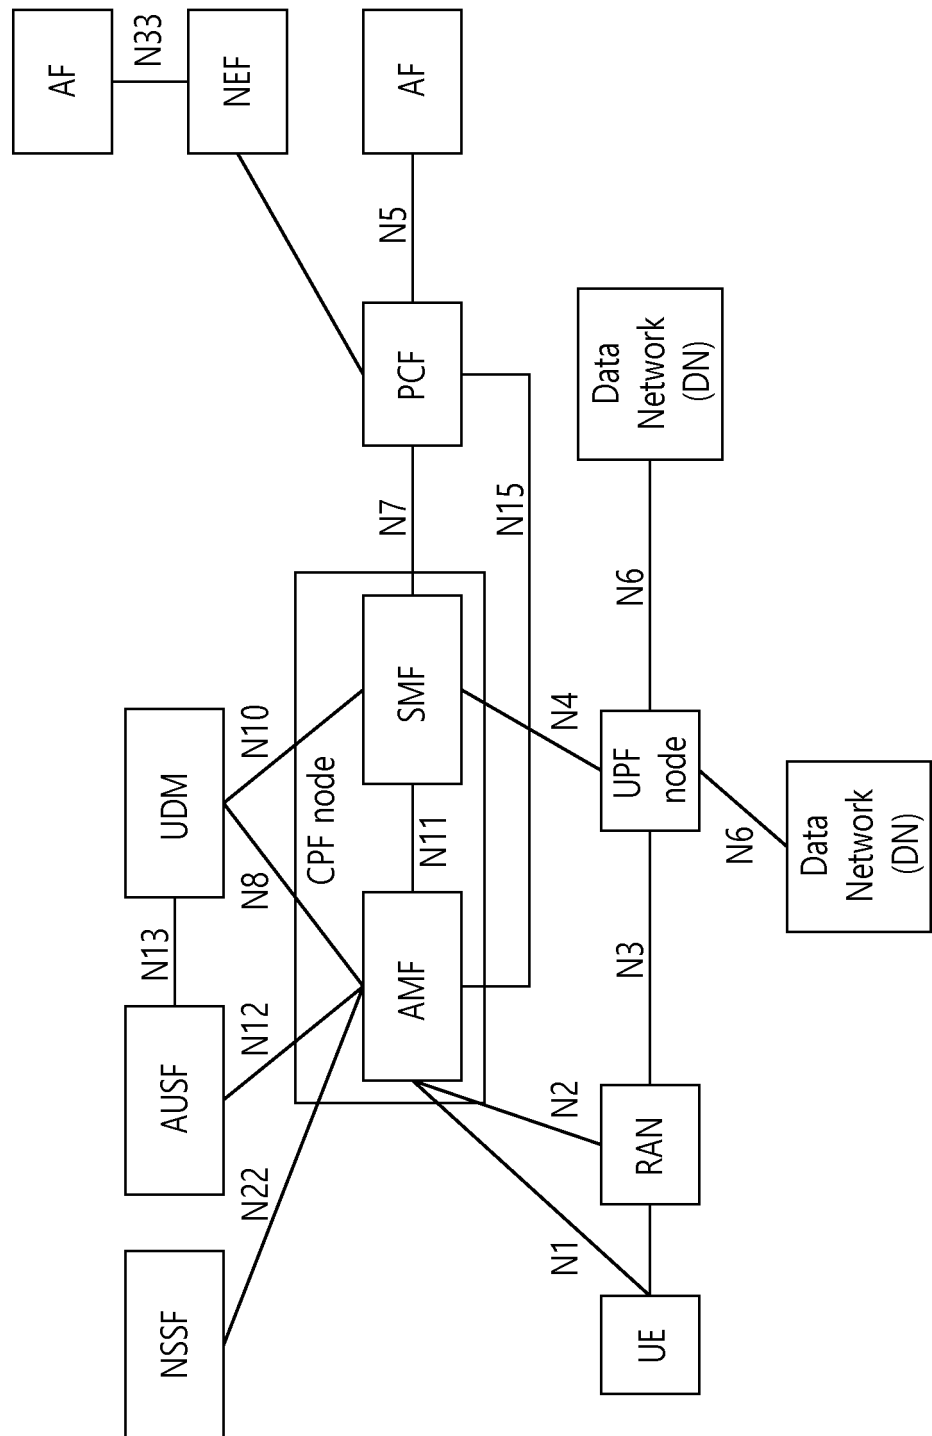 NSSF
AUSF
N13
UDM
AF
N33
NEF
N22
N12
N8
N10
CPF node
AMF
N11
SMF
N7
PCF
N5
AF
N15
N1
N2
N4
UE
RAN
N3
UPF
node
N6
Data
Network
(DN)
N6
Data
Network
(DN)